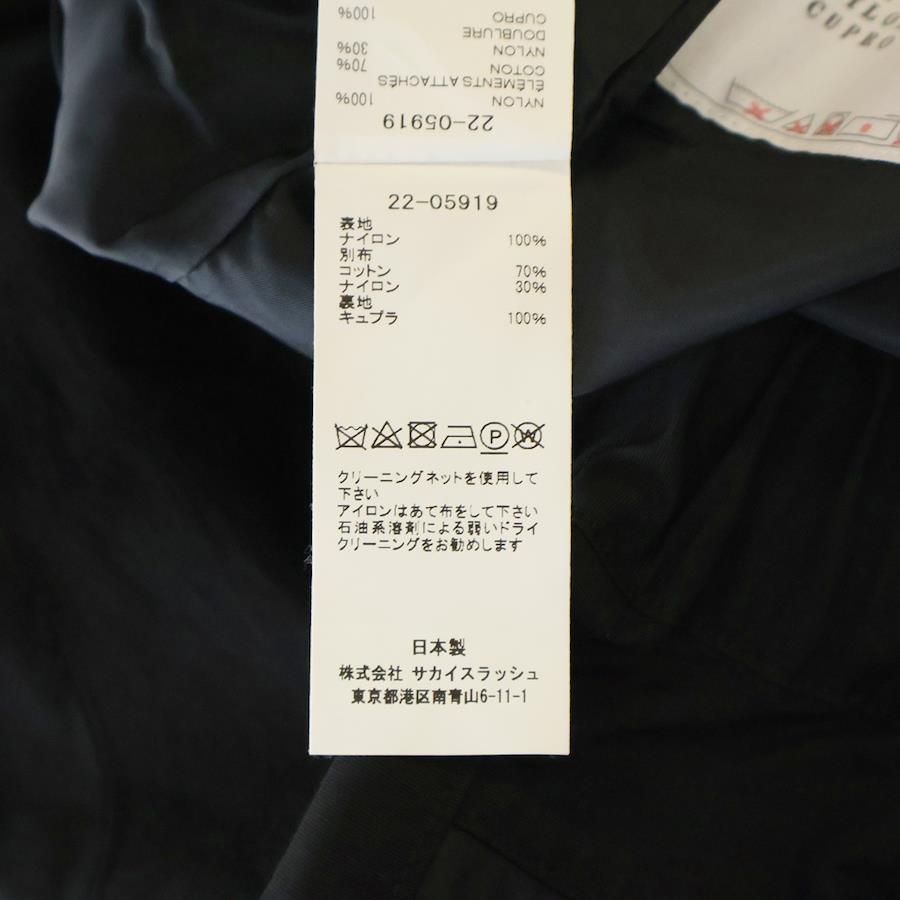 100%
CUPRO
DOUBLURE
30%
NYLON
70%
COTON
ÉLÉMENTS ATTACHÉS
100%
NYLON
22-05919
CUPRO
22-05919
表地
ナイロン 100%
別布
コットン 70%
ナイロン 30%
裏地
キュプラ 100%
P
W
クリーニングネットを使用して
下さい
アイロンはあて布をして下さい
石油系溶剤による弱いドライ
クリーニングをお勧めします
日本製
株式会社 サカイスラッシュ
東京都港区南青山6-11-1